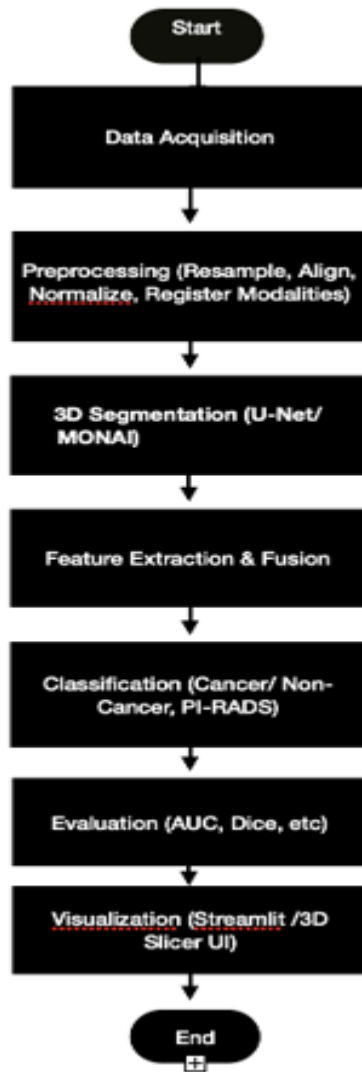 Start
Data Acquisition
Preprocessing (Resample, Align,
Normalize, Register Modalities)
3D Segmentation (U-Net/
MONAI)
Feature Extraction & Fusion
Classification (Cancer/ Non-
Cancer, PI-RADS)
Evaluation (AUC, Dice, etc)
Visualization (Streamlit /3D
Slicer UI)
End